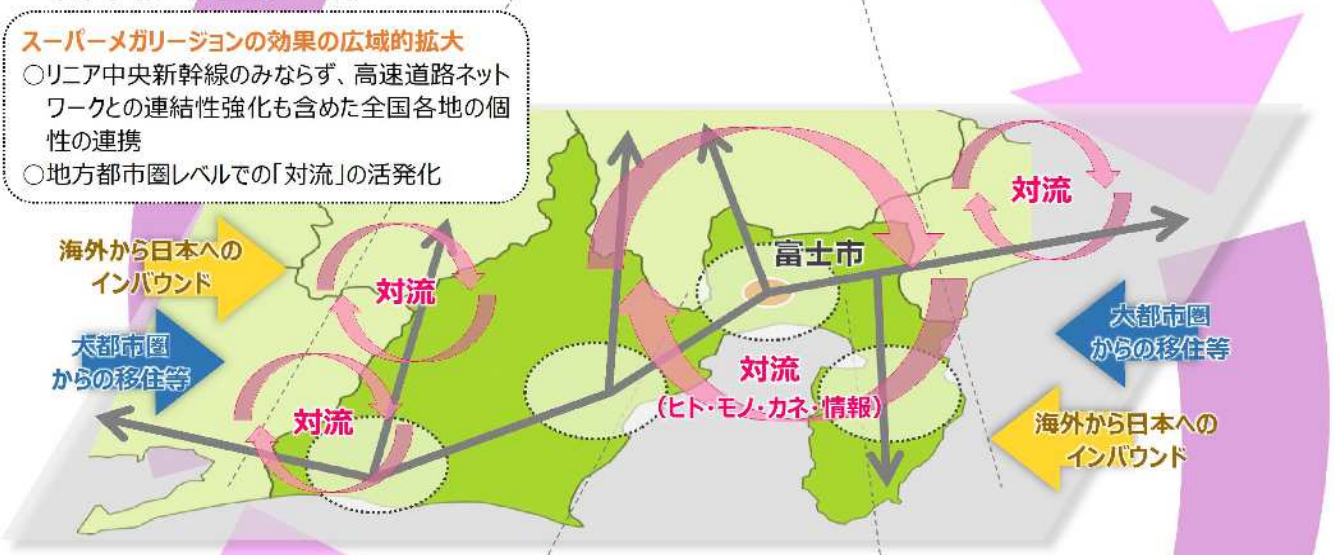 スーパーメガリージョンの効果の広域的拡大
○リニア中央新幹線のみならず、高速道路ネット
ワークとの連結性強化も含めた全国各地の個
性の連携
○地方都市圏レベルでの「対流」の活発化
対流
富士市
海外から日本への
インバウンド
対流
大都市圏
からの移住等
大都市圏
からの移住等
対流
(ヒト・モノ・カネ・情報)
対流
海外から日本への
インバウンド